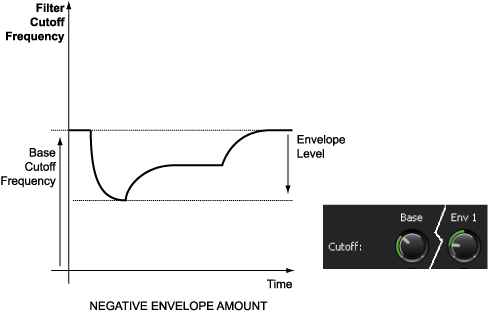 Filter
Cutoff
Frequency
Base
Cutoff
Frequency
Envelope
Level
Time
NEGATIVE ENVELOPE AMOUNT
Base
Env 1
Cutoff: